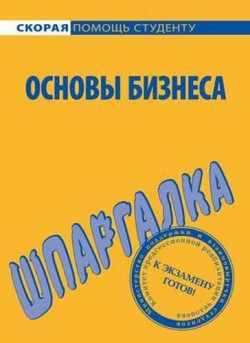 СКОРАЯ ПОМОЩЬ СТУДЕНТУ
ОСНОВЫ БИЗНЕСА
ШПАРГАЛКА
К ЭКЗАМЕНУ
ГОТОВ!